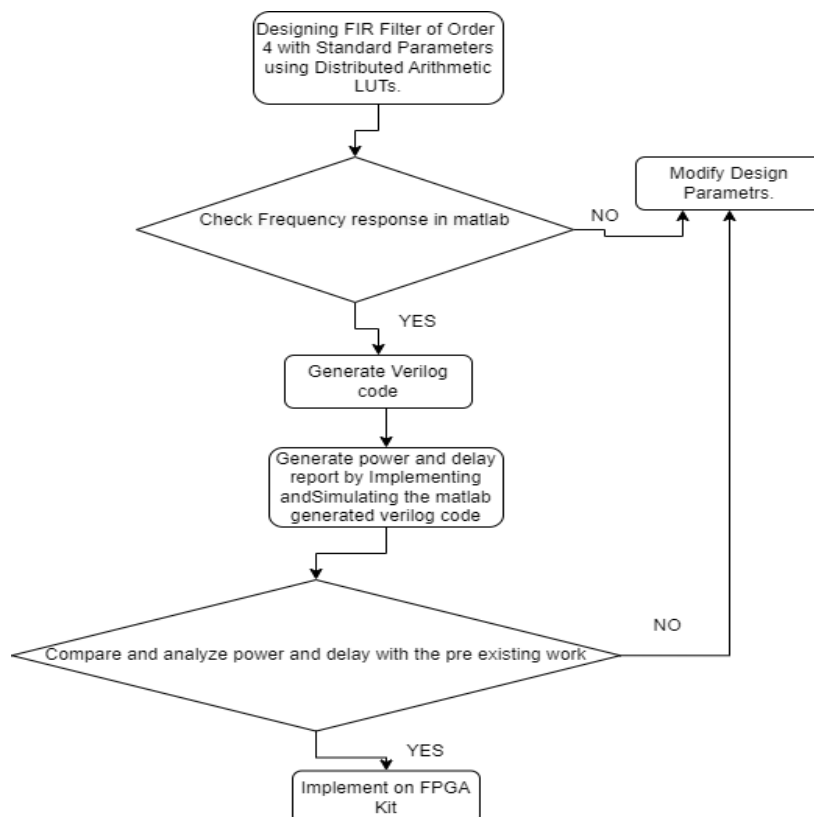 Designing FIR Filter of Order
4 with Standard Parameters
using Distributed Arithmetic
LUTs.
Modify Design
Parametrs.
Check Frequency response in matlab
NO
YES
Generate Verilog
code
Generate power and delay
report by Implementing
andSimulating the matlab
generated verilog code
NO
Compare and analyze power and delay with the pre existing work
YES
Implement on FPGA
Kit